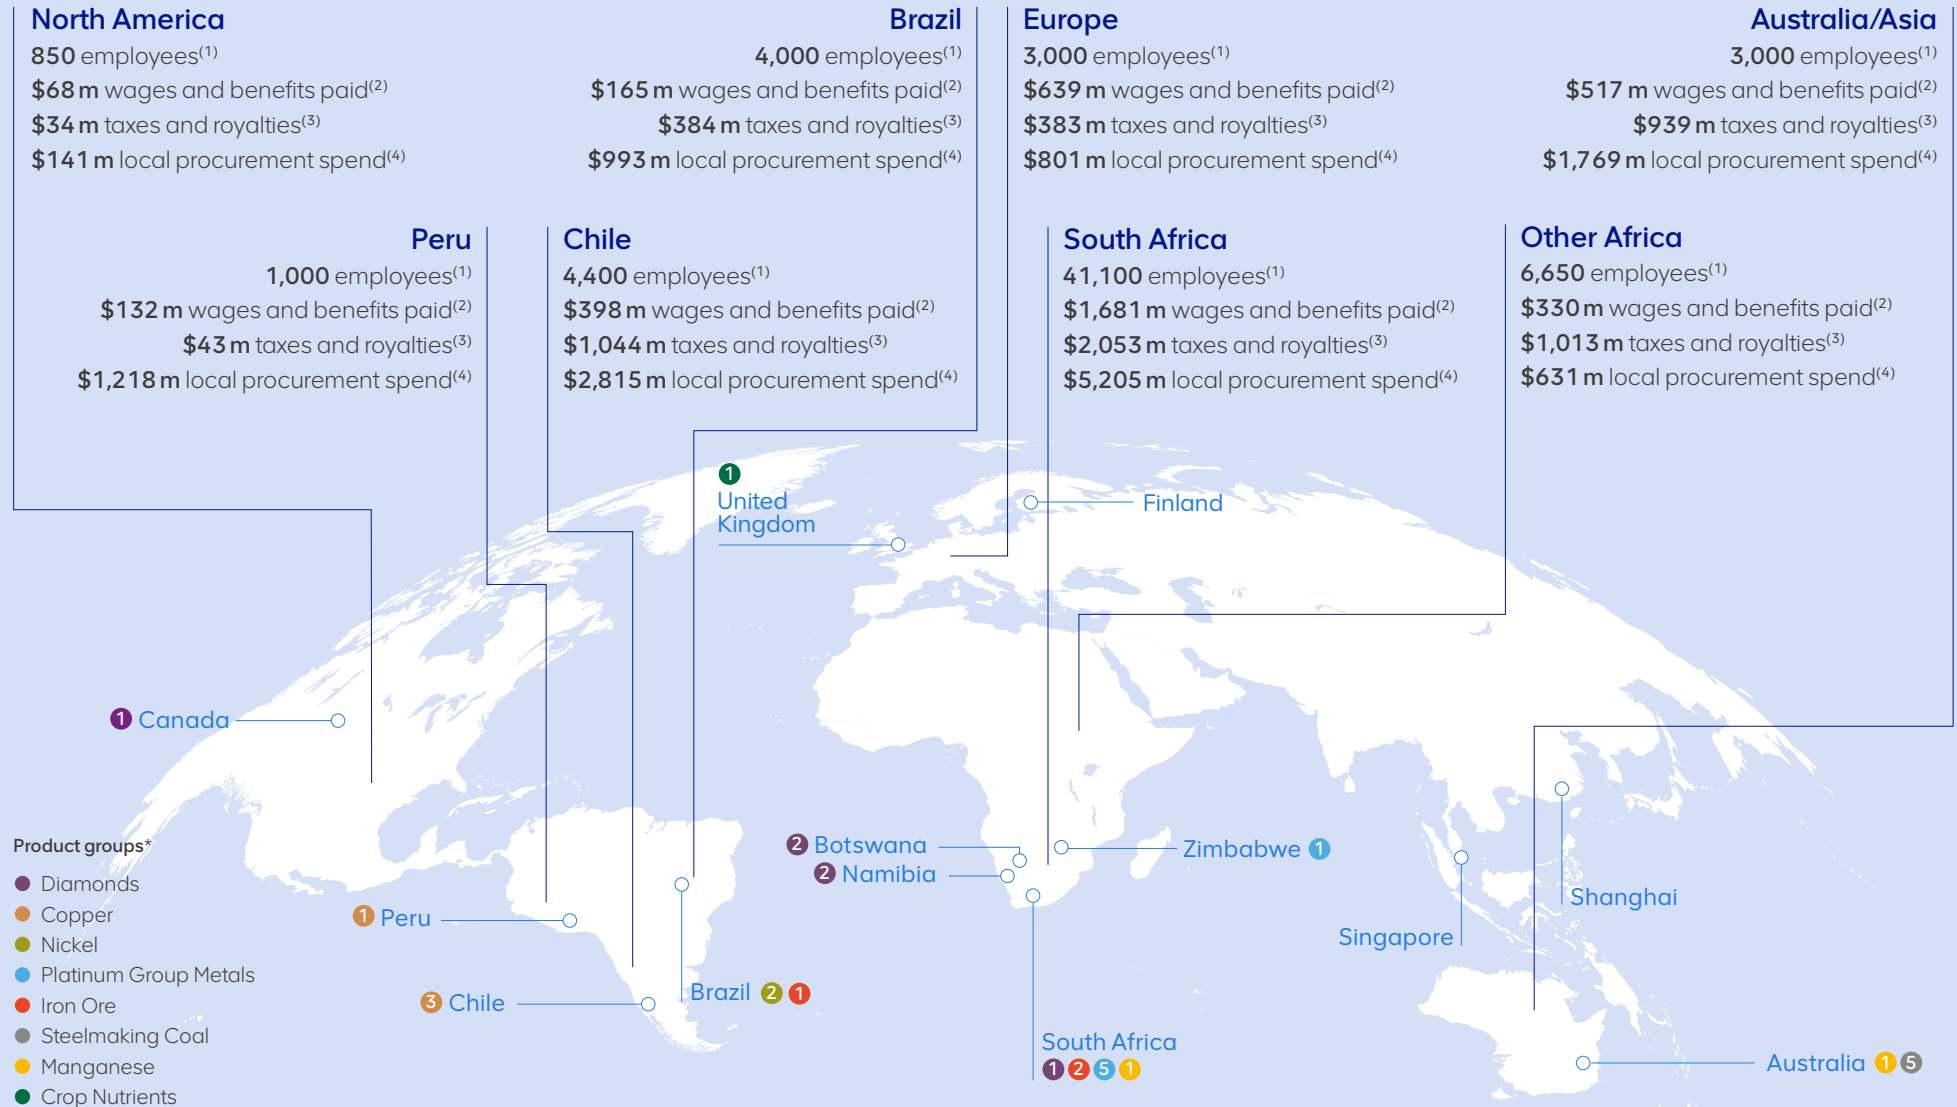 North America
850 employees(1)
$68 m wages and benefits paid(2)
$34 m taxes and royalties(3)
$141 m local procurement spend(4)
Brazil
4,000 employees(1)
$165 m wages and benefits paid(2)
$384 m taxes and royalties(3)
$993 m local procurement spend(4)
Europe
3,000 employees(1)
$639 m wages and benefits paid(2)
$383 m taxes and royalties(3)
$801 m local procurement spend(4)
Australia/Asia
3,000 employees(1)
$517 m wages and benefits paid(2)
$939 m taxes and royalties(3)
$1,769 m local procurement spend(4)
Peru
1,000 employees(1)
$132 m wages and benefits paid(2)
$43 m taxes and royalties(3)
$1,218 m local procurement spend(4)
Chile
4,400 employees(1)
$398 m wages and benefits paid(2)
$1,044 m taxes and royalties(3)
$2,815 m local procurement spend(4)
South Africa
41,100 employees(1)
$1,681 m wages and benefits paid(2)
$2,053 m taxes and royalties(3)
$5,205 m local procurement spend(4)
Other Africa
6,650 employees(1)
$330 m wages and benefits paid(2)
$1,013 m taxes and royalties(3)
$631 m local procurement spend(4)
1
United
Kingdom
Finland
1 Canada
2 Botswana
2 Namibia
Zimbabwe 1
Shanghai
Singapore
1 Peru
3 Chile
Brazil 2 1
South Africa
1 2 5 1
Australia 1 5
Product groups*
Diamonds
Copper
Nickel
Platinum Group Metals
Iron Ore
Steelmaking Coal
Manganese
Crop Nutrients